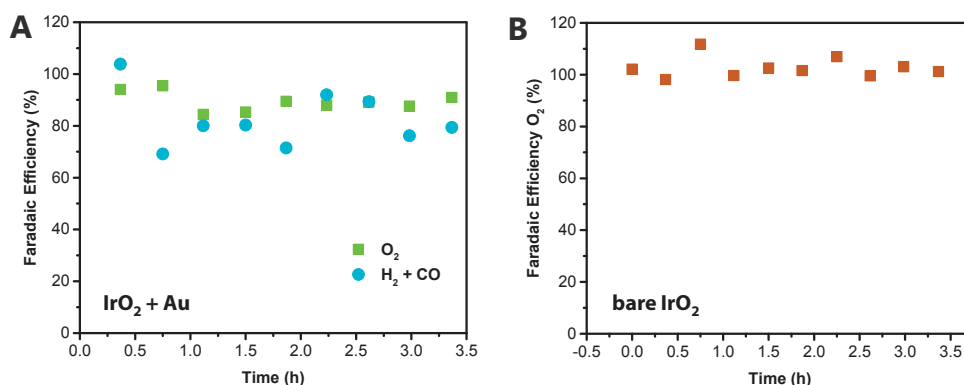 A
Faradaic Efficiency (%)
120
100
80
60
40
20
0
O₂
H₂ + CO
IrO₂ + Au
0.0 0.5 1.0 1.5 2.0 2.5 3.0 3.5
Time (h)
B
Faradaic Efficiency O₂ (%)
120
100
80
60
40
20
0
bare IrO₂
-0.5 0.0 0.5 1.0 1.5 2.0 2.5 3.0 3.5
Time (h)